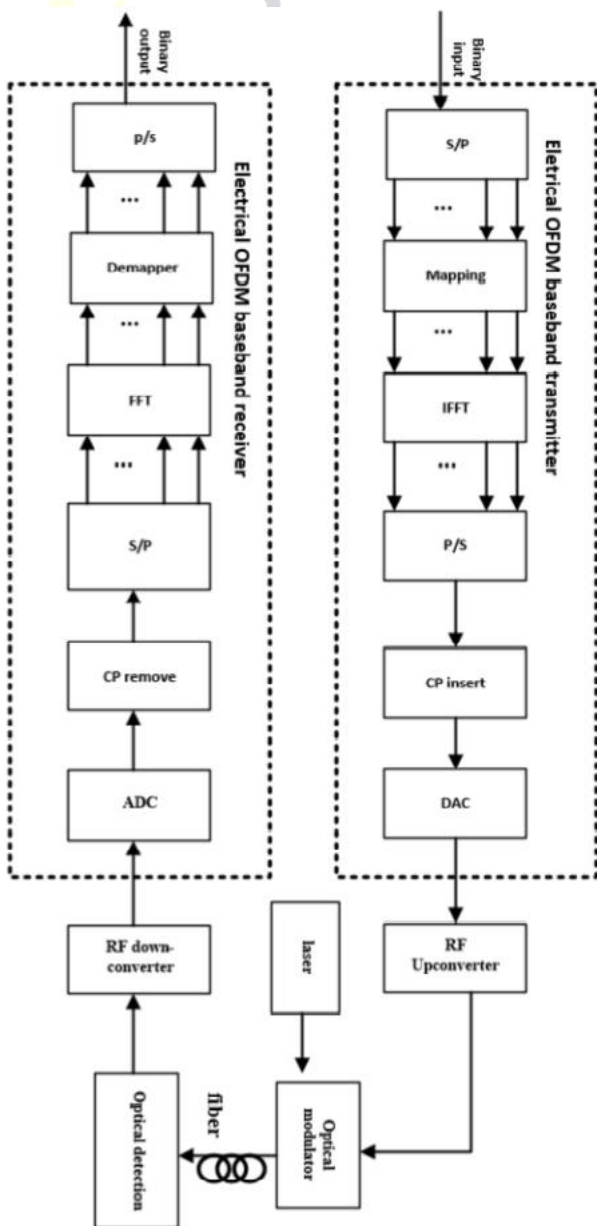 Binary
output
Binary
input
p/s
Demapper
FFT
S/P
CP remove
ADC
Electrical OFDM baseband receiver
...
...
...
S/P
Mapping
IFFT
P/S
CP insert
DAC
Eletrical OFDM baseband transmitter
...
...
...
RF down-
converter
laser
RF
Upconverter
Optical detection
fiber
Optical
modulator